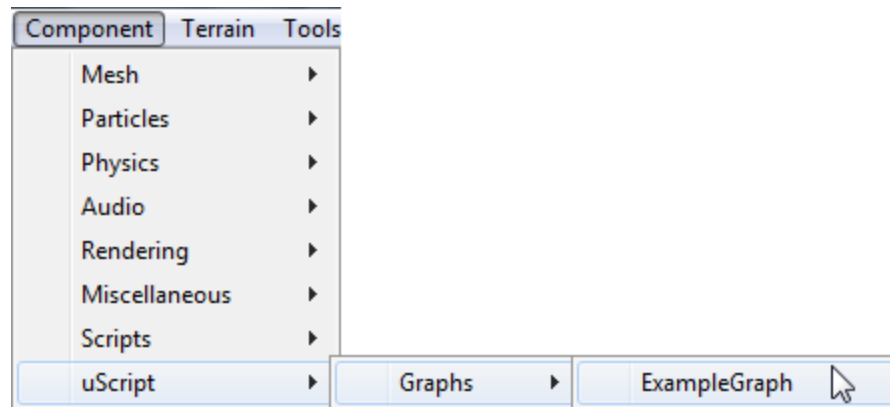 Component Terrain Tools
Mesh
Particles
Physics
Audio
Rendering
Miscellaneous
Scripts
uScript Graphs ExampleGraph